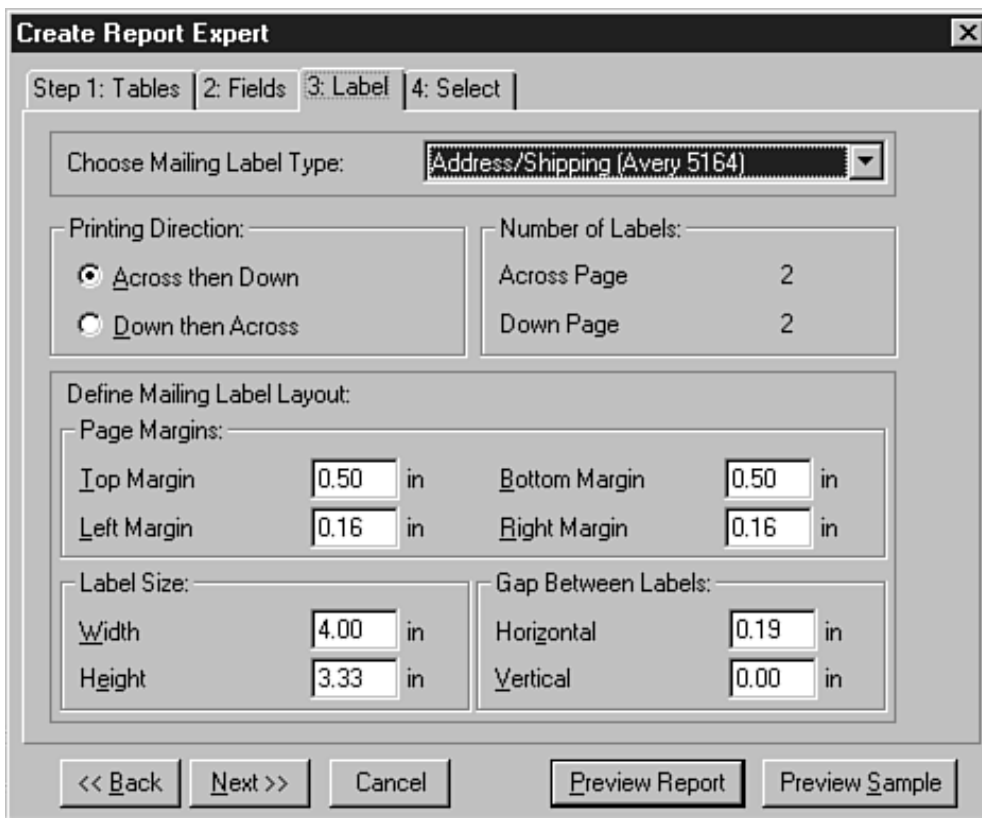 Create Report Expert
Step 1: Tables 2: Fields 3: Label 4: Select
Choose Mailing Label Type: Address/Shipping (Avery 5164)
Printing Direction:
Across then Down
Down then Across
Number of Labels:
Across Page 2
Down Page 2
Define Mailing Label Layout:
Page Margins:
Top Margin 0.50 in Bottom Margin 0.50 in
Left Margin 0.16 in Right Margin 0.16 in
Label Size:
Width 4.00 in
Height 3.33 in
Gap Between Labels:
Horizontal 0.19 in
Vertical 0.00 in
<< Back Next >> Cancel Preview Report Preview Sample